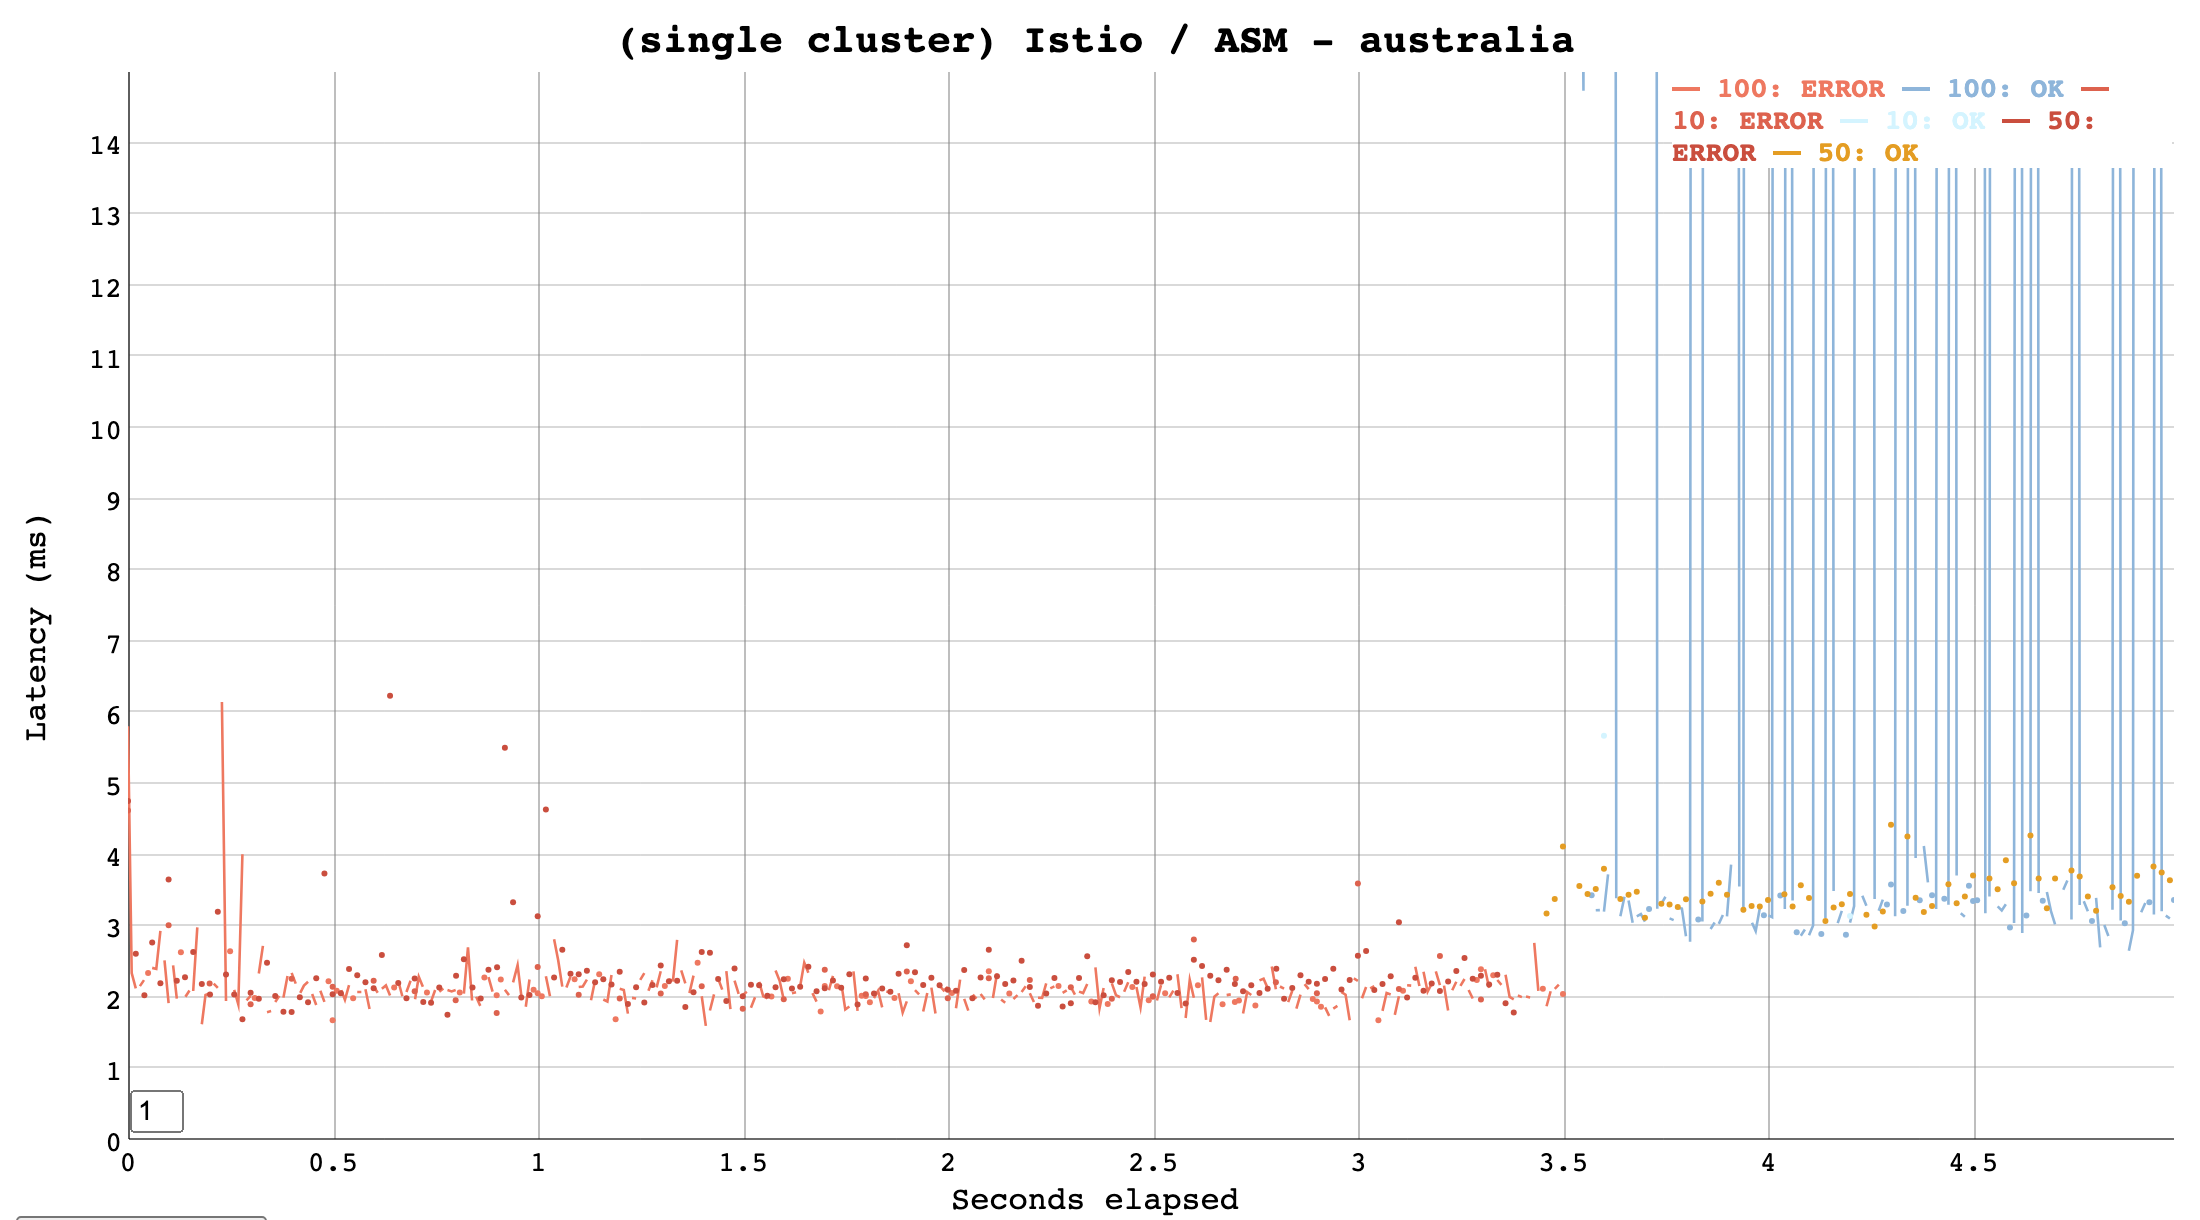 (single cluster) Istio / ASM – australia
— 100: ERROR — 100: OK —
10: ERROR — 10: OK — 50:
ERROR — 50: OK
14
13
12
11
10
9
8
7
6
5
4
3
2
1
0
Latency (ms)
1
0 0.5 1 1.5 2 2.5 3 3.5 4 4.5
Seconds elapsed